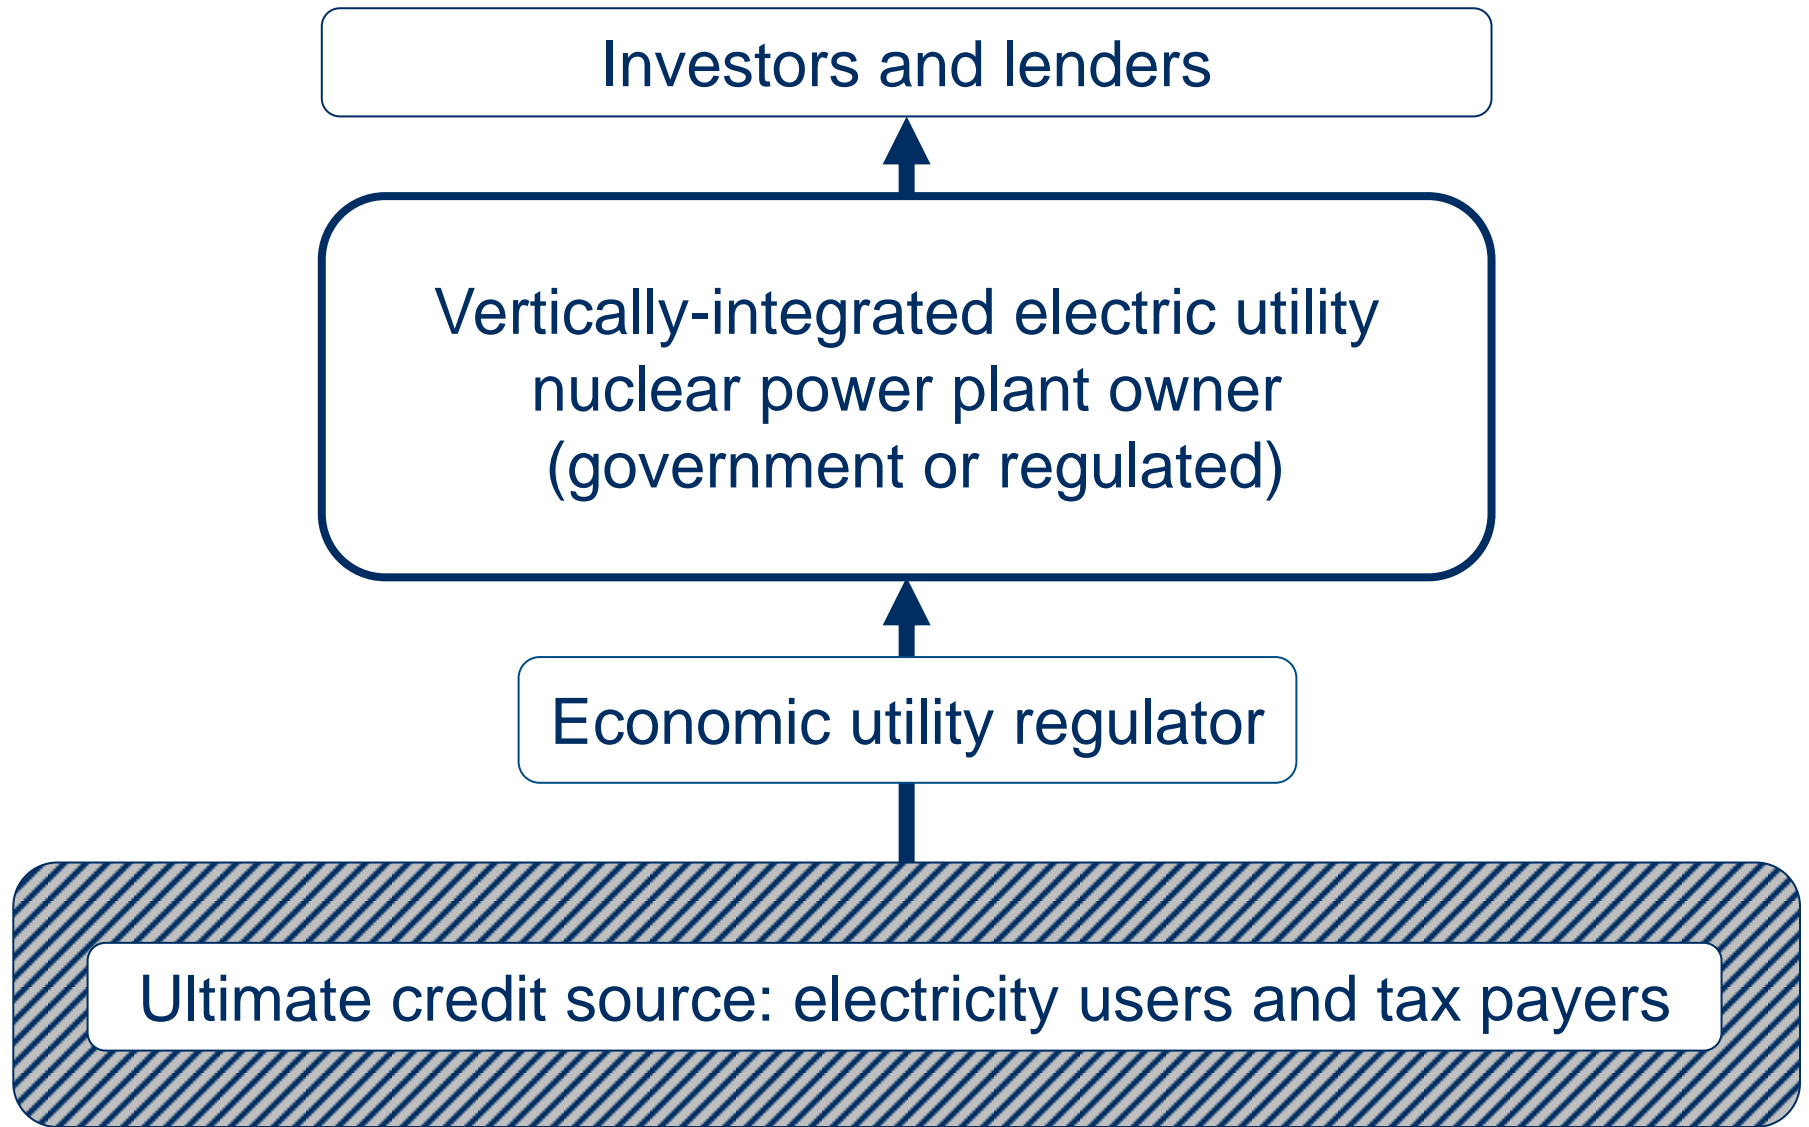 Investors and lenders
Vertically-integrated electric utility
nuclear power plant owner
(government or regulated)
Economic utility regulator
Ultimate credit source: electricity users and tax payers